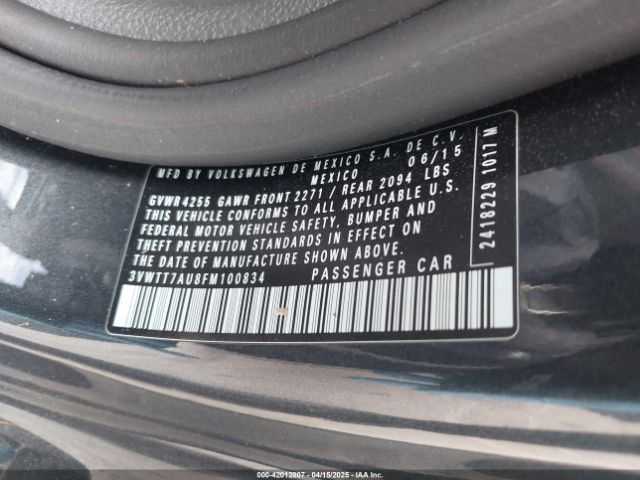 MFD BY VOLKSWAGEN DE MEXICO S.A. DE C.V.
MEXICO 06/15
GVWR4255 GAWR FRONT 2271 / REAR 2094 LBS
THIS VEHICLE CONFORMS TO ALL APPLICABLE U.S.
FEDERAL MOTOR VEHICLE SAFETY, BUMPER AND
THEFT PREVENTION STANDARDS IN EFFECT ON
THE DATE OF MANUFACTURE SHOWN ABOVE.
3VWTT7AU8FM100834 PASSENGER CAR
2418229 1017 M
000-42012807 - 04/15/2025 - IAA Inc.